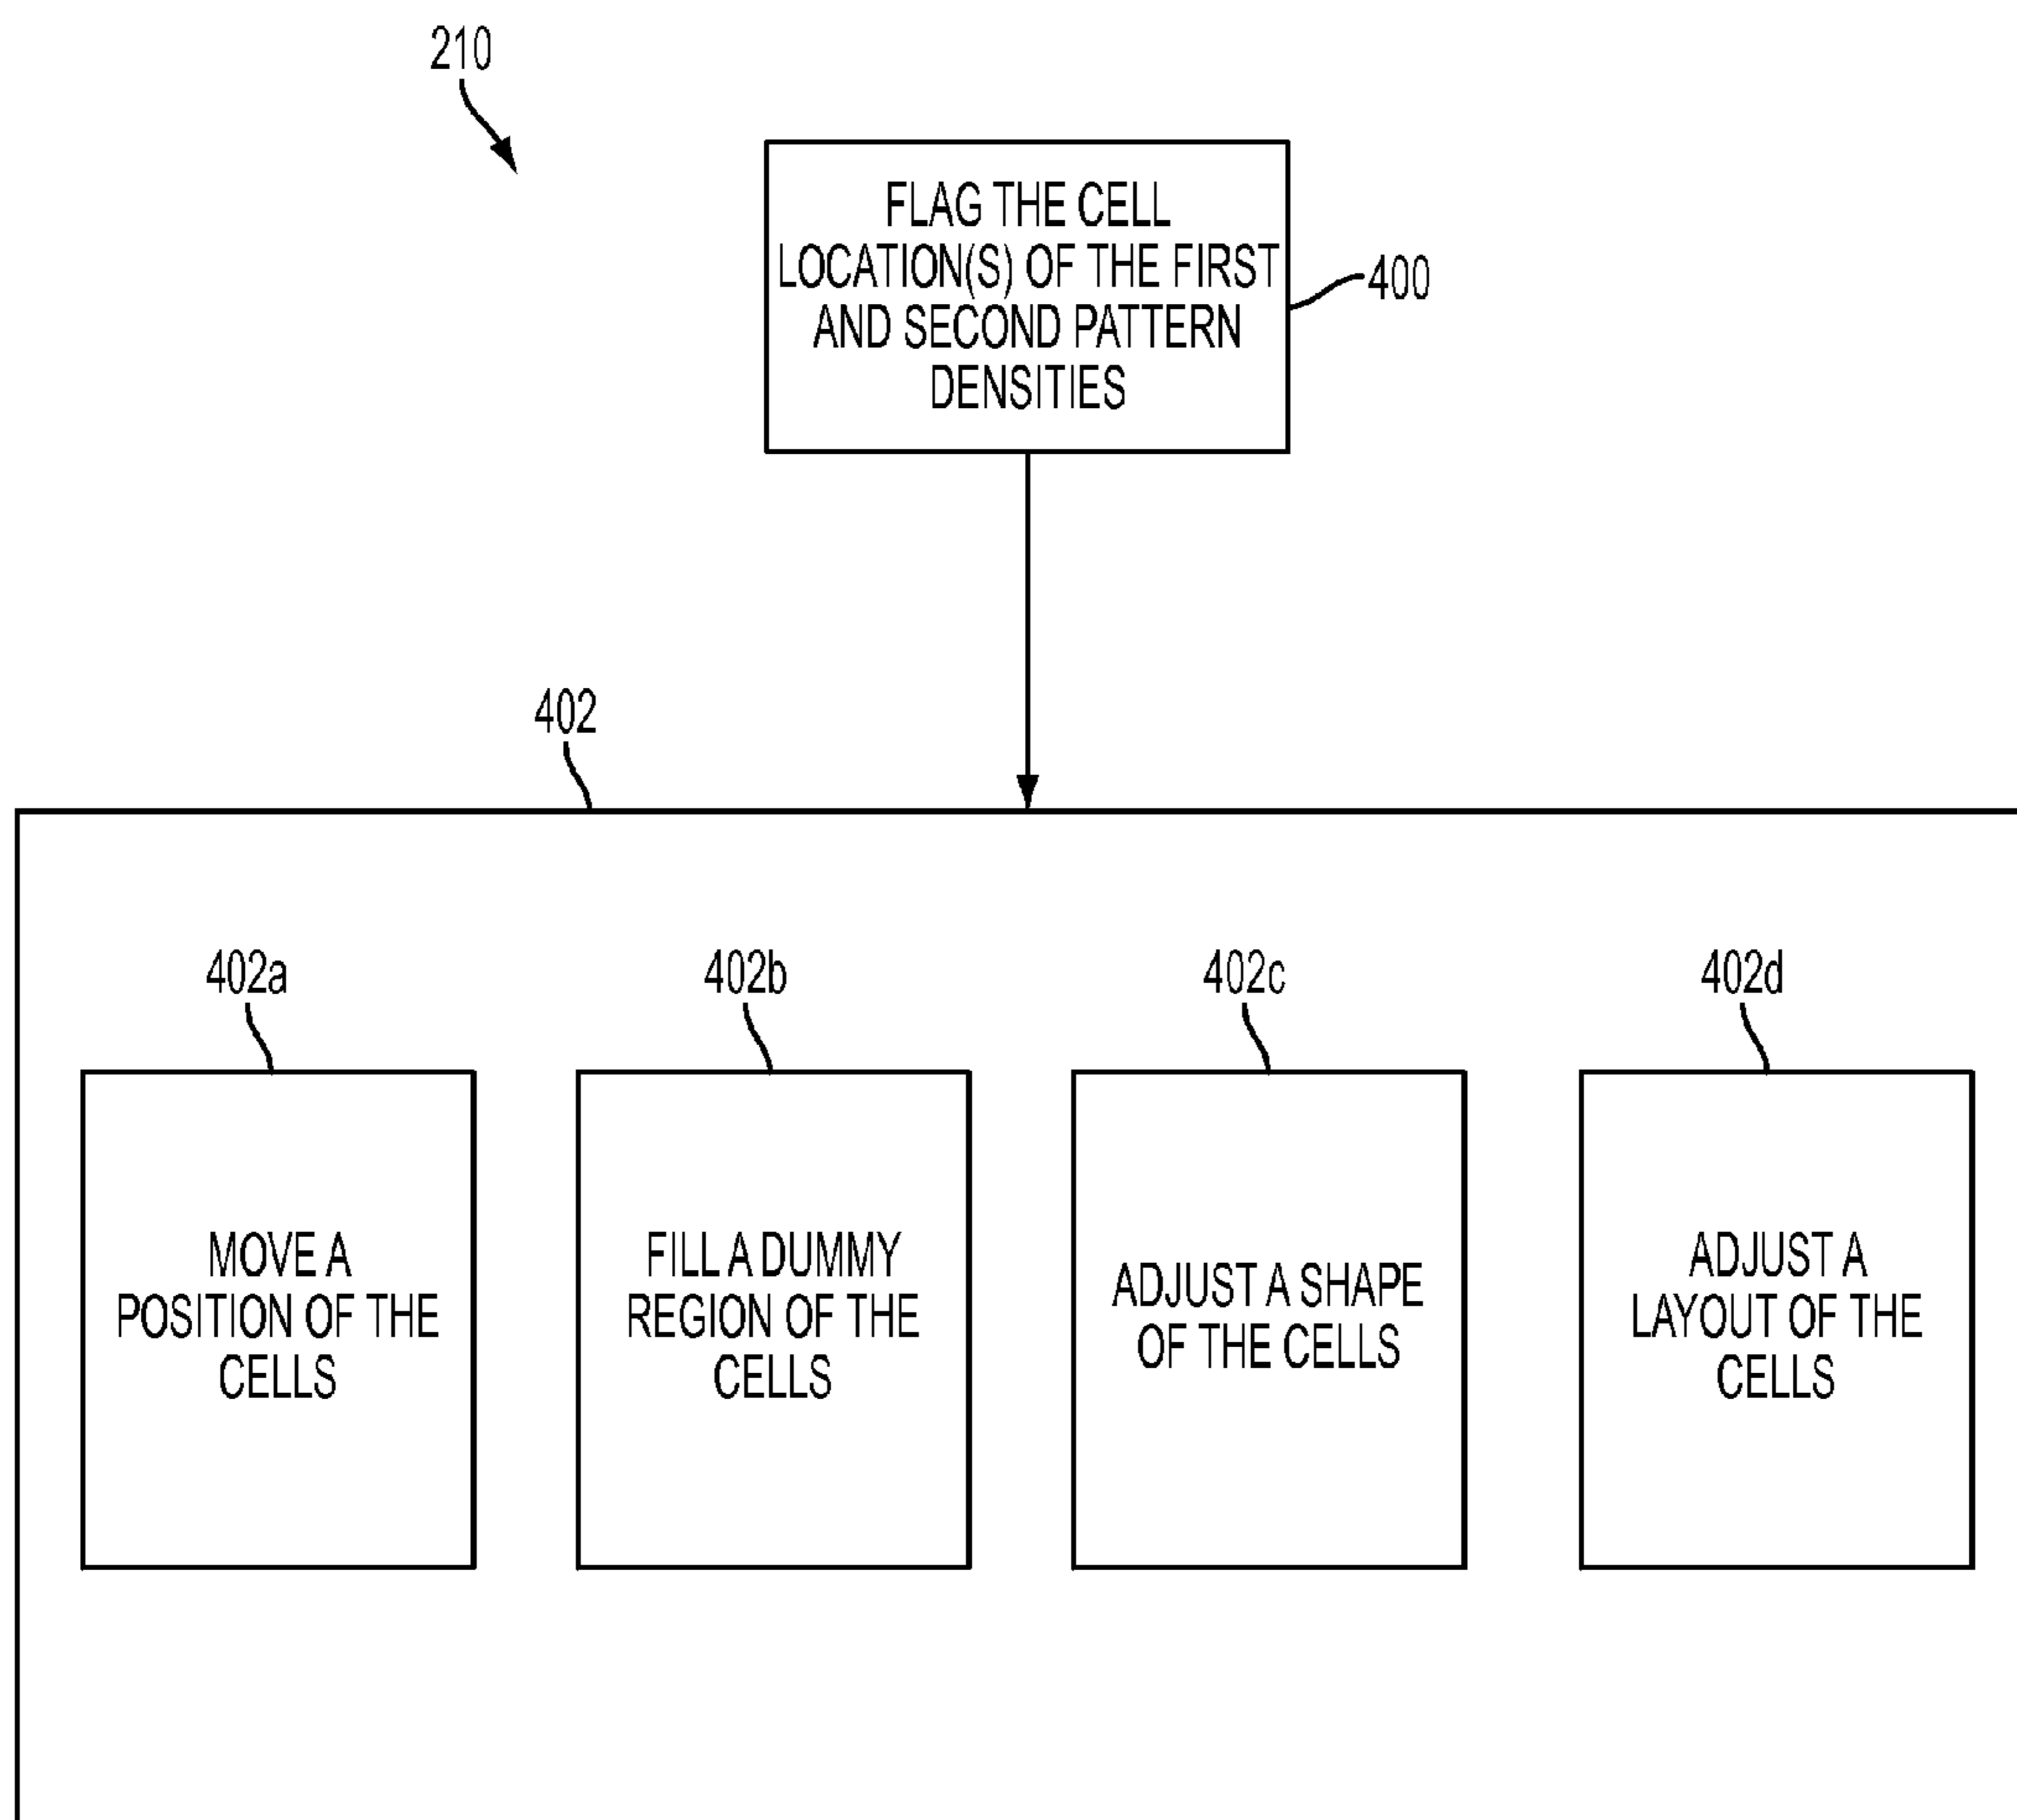 210
FLAG THE CELL
LOCATION(S) OF THE FIRST
AND SECOND PATTERN
DENSITIES
400
402
402a
402b
402c
402d
MOVE A
POSITION OF THE
CELLS
FILL A DUMMY
REGION OF THE
CELLS
ADJUST A SHAPE
OF THE CELLS
ADJUST A
LAYOUT OF THE
CELLS